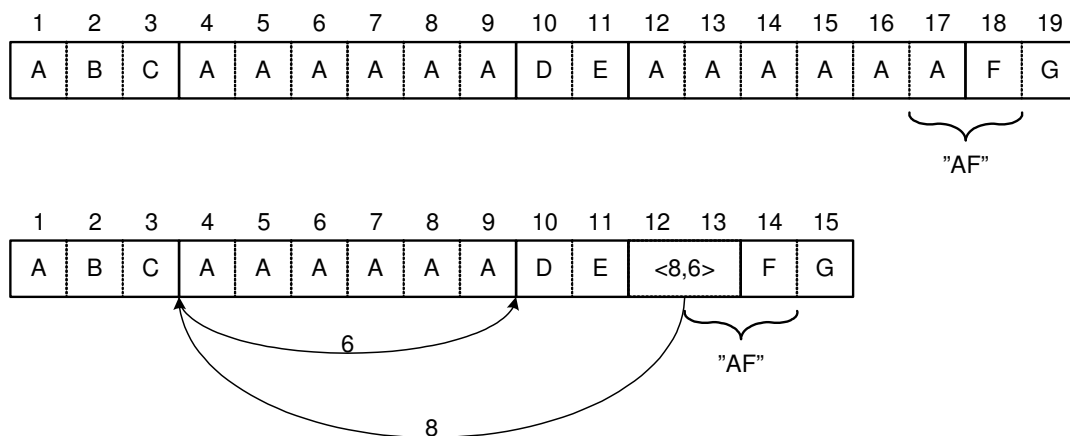 1 2 3 4 5 6 7 8 9 10 11 12 13 14 15 16 17 18 19
A B C A A A A A A D E A A A A A A F G
”AF”
1 2 3 4 5 6 7 8 9 10 11 12 13 14 15
A B C A A A A A A D E <8,6> F G
6
”AF”
8